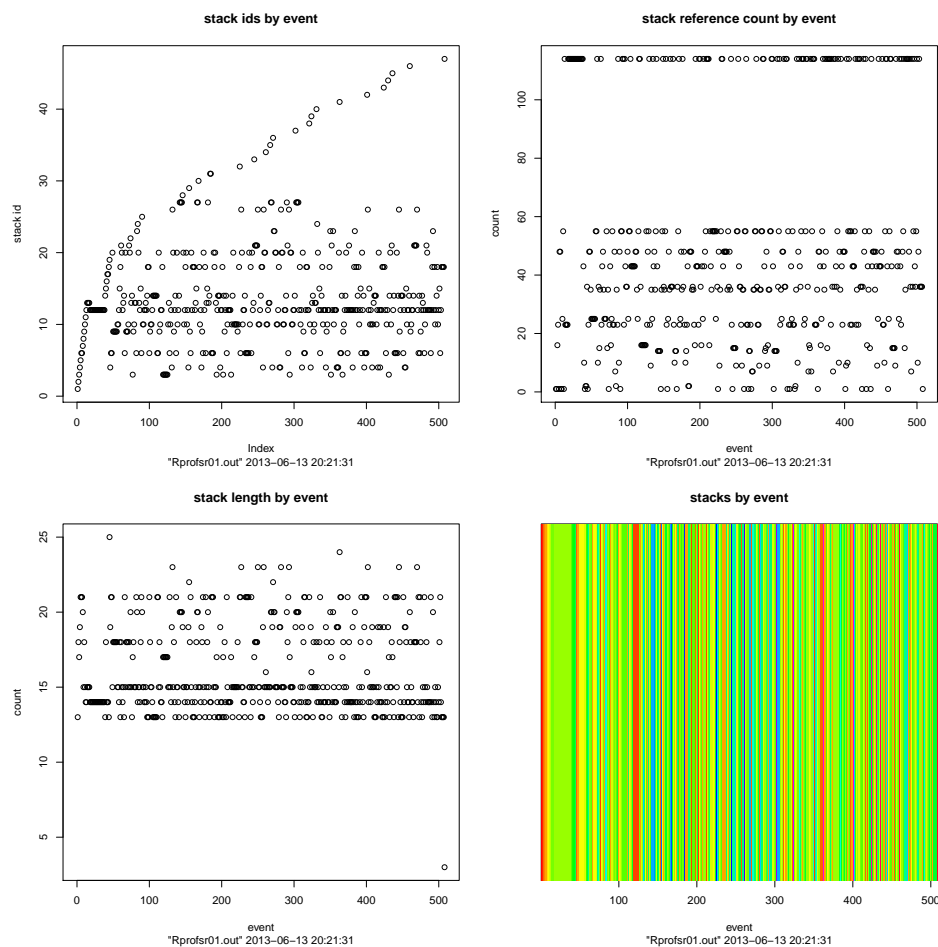 stack ids by event
stack id
40
30
20
10
0
0 100 200 300 400 500
Index
"Rprofsr01.out" 2013−06−13 20:21:31
stack reference count by event
count
100
80
60
40
20
0
0 100 200 300 400 500
event
"Rprofsr01.out" 2013−06−13 20:21:31
stack length by event
count
25
20
15
10
5
0 100 200 300 400 500
event
"Rprofsr01.out" 2013−06−13 20:21:31
stacks by event
100 200 300 400 500
event
"Rprofsr01.out" 2013−06−13 20:21:31